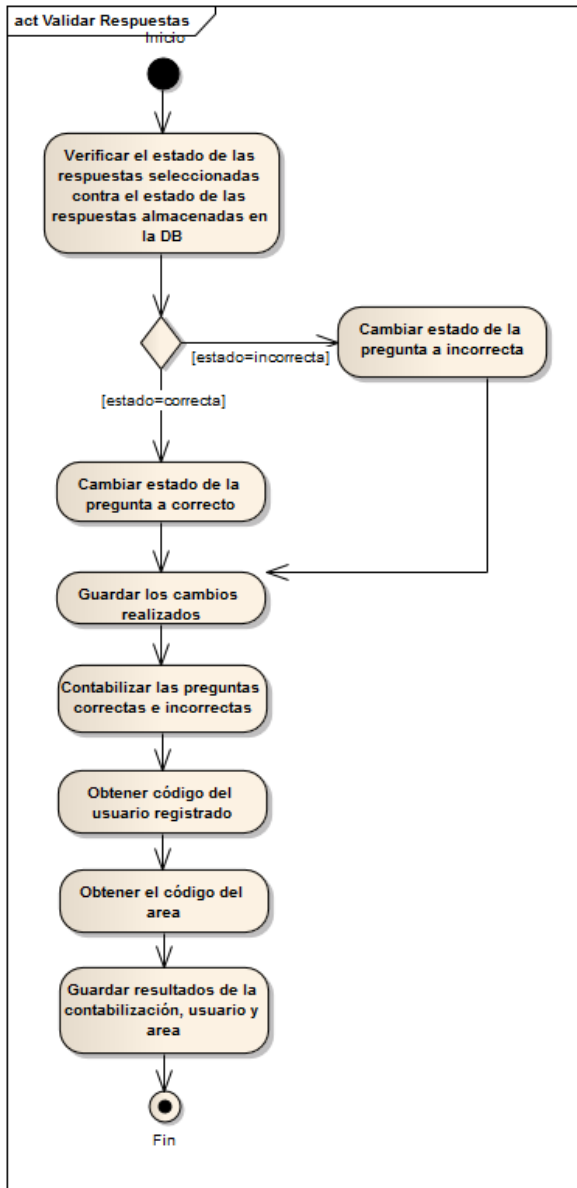 act Validar Respuestas
Inicio
Verificar el estado de las
respuestas seleccionadas
contra el estado de las
respuestas almacenadas en
la DB
Cambiar estado de la
pregunta a incorrecta
[estado=incorrecta]
[estado=correcta]
Cambiar estado de la
pregunta a correcto
Guardar los cambios
realizados
Contabilizar las preguntas
correctas e incorrectas
Obtener código del
usuario registrado
Obtener el código del
area
Guardar resultados de la
contabilización, usuario y
area
Fin